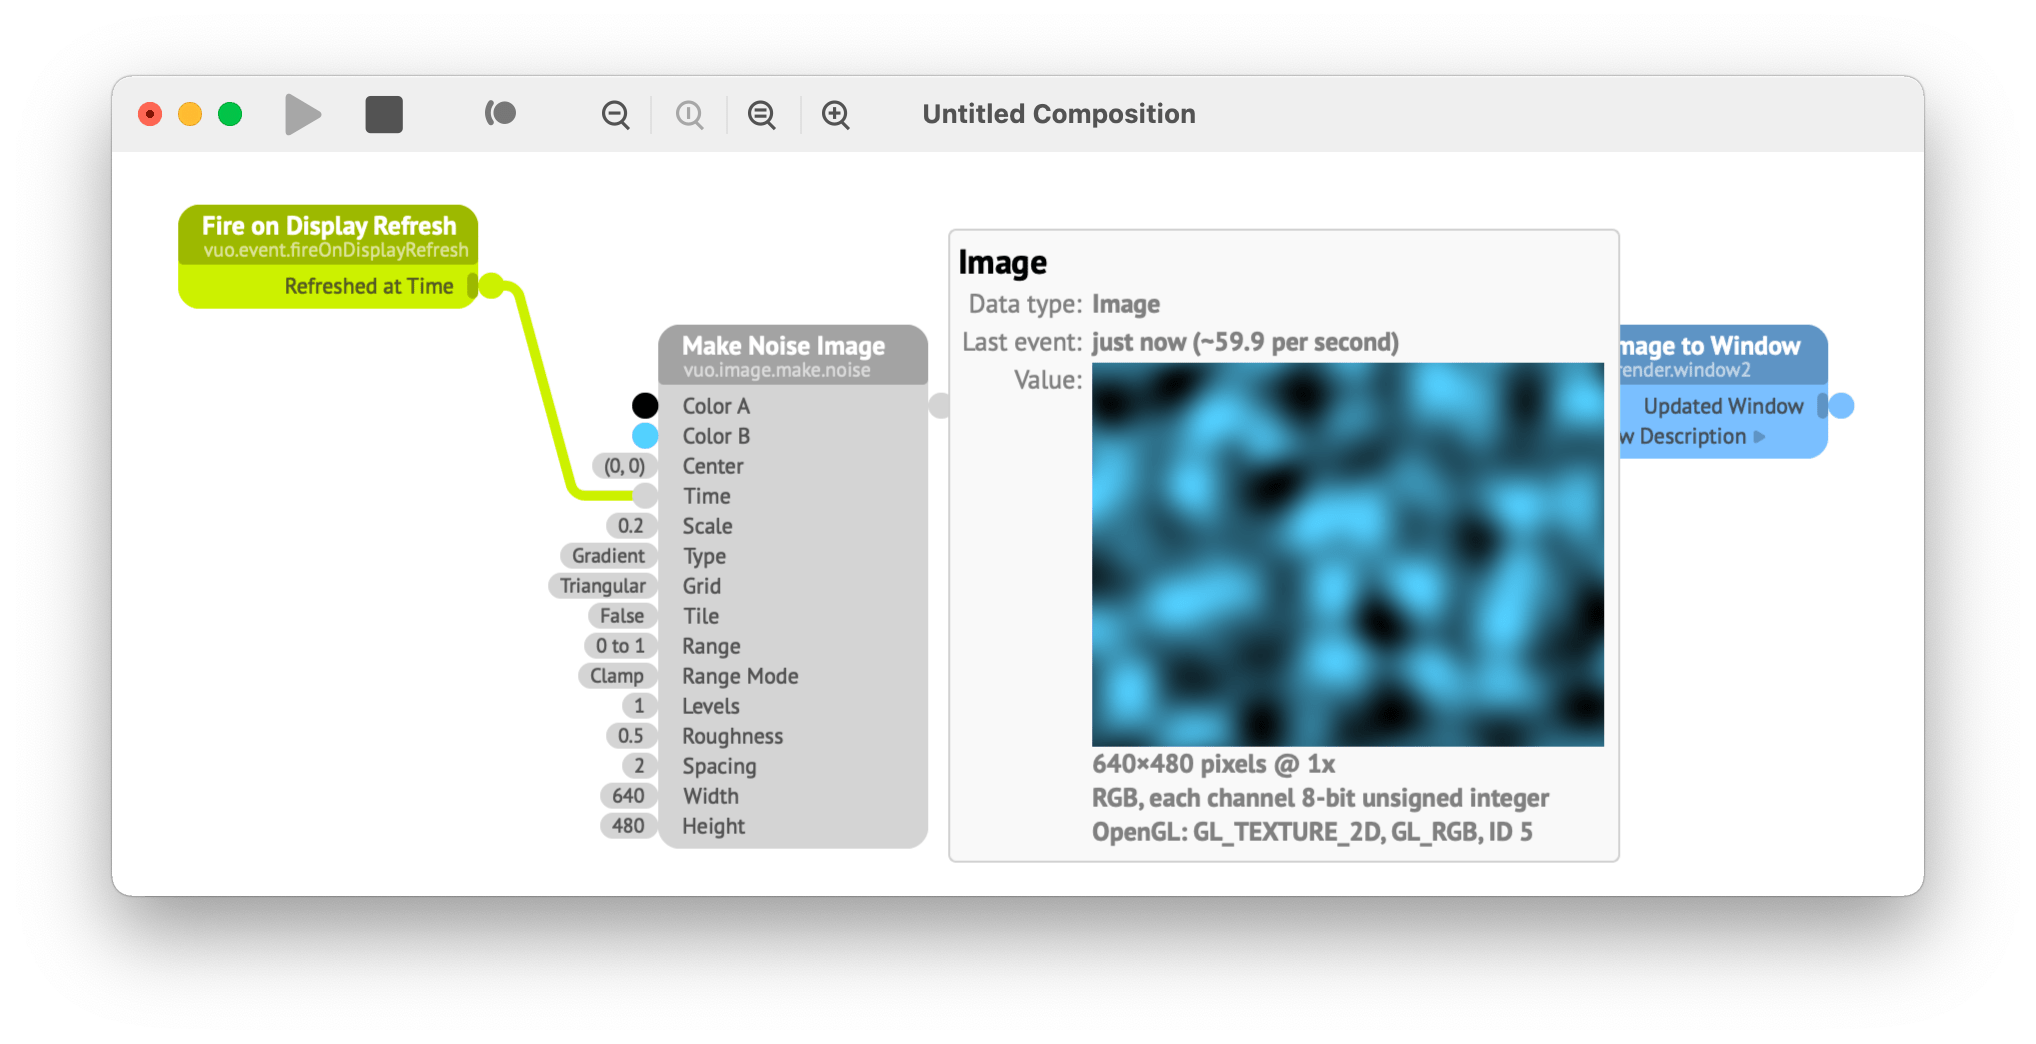 Untitled Composition
Fire on Display Refresh
vuo.event.fireOnDisplayRefresh
Refreshed at Time
Make Noise Image
vuo.image.make.noise
Color A
Color B
(0, 0) Center
Time
0.2 Scale
Gradient Type
Triangular Grid
False Tile
0 to 1 Range
Clamp Range Mode
1 Levels
0.5 Roughness
2 Spacing
640 Width
480 Height
Image
Data type: Image
Last event: just now (~59.9 per second)
Value:
640×480 pixels @ 1x
RGB, each channel 8-bit unsigned integer
OpenGL: GL_TEXTURE_2D, GL_RGB, ID 5
mage to Window
render.window2
Updated Window
w Description